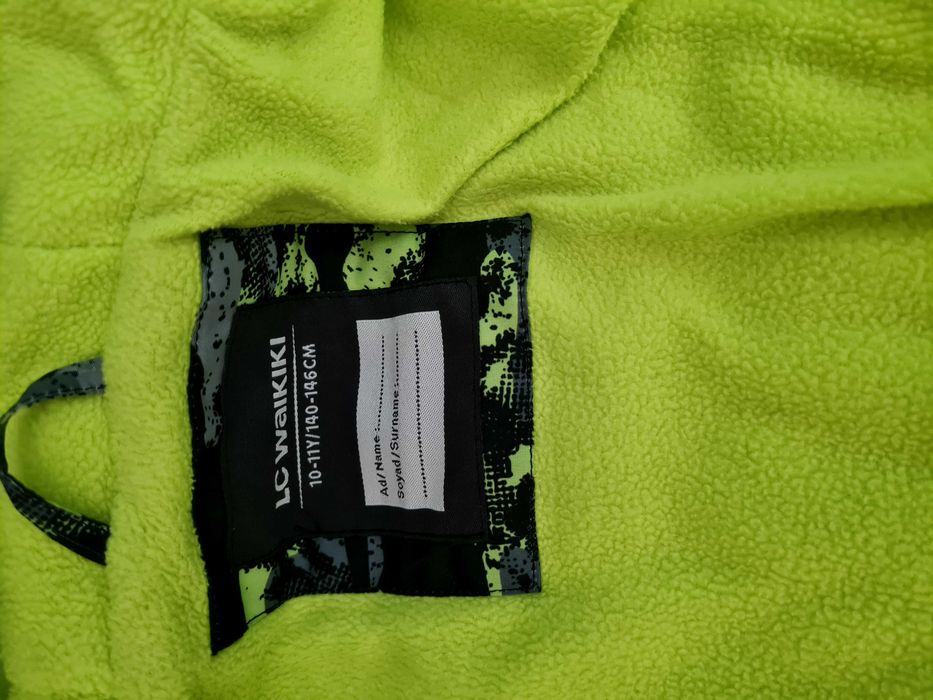 LC WAIKIKI
10-11Y/140-146CM
Ad/Name :....................
Soyad/Surname :............
....................................